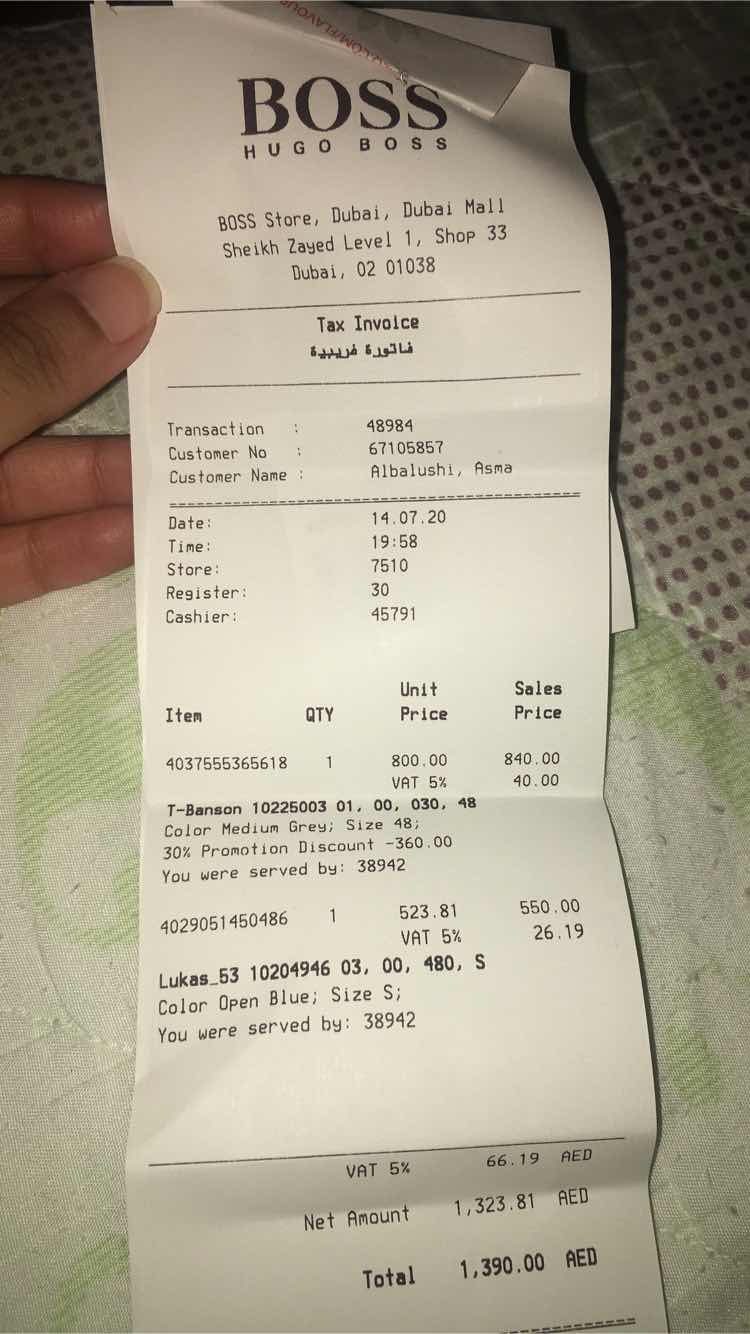 .COM/FLAVOUR
BOSS
HUGO BOSS
BOSS Store, Dubai, Dubai Mall
Sheikh Zayed Level 1, Shop 33
Dubai, 02 01038
Tax Invoice
فاتورة ضريبية
Transaction : 48984
Customer No : 67105857
Customer Name : Albalushi, Asma
Date: 14.07.20
Time: 19:58
Store: 7510
Register: 30
Cashier: 45791
Unit Sales
Item QTY Price Price
4037555365618 1 800.00 840.00
VAT 5% 40.00
T-Banson 10225003 01, 00, 030, 48
Color Medium Grey; Size 48;
30% Promotion Discount -360.00
You were served by: 38942
4029051450486 1 523.81 550.00
VAT 5% 26.19
Lukas_53 10204946 03, 00, 480, S
Color Open Blue; Size S;
You were served by: 38942
VAT 5% 66.19 AED
Net Amount 1,323.81 AED
Total 1,390.00 AED